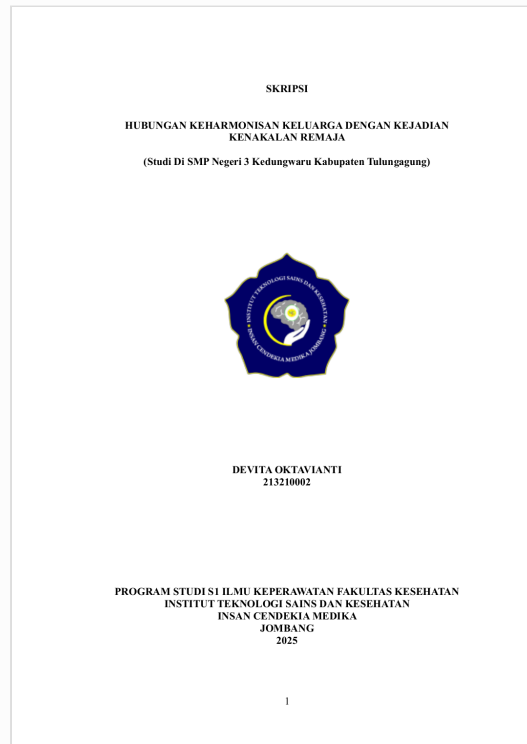 SKRIPSI
HUBUNGAN KEHARMONISAN KELUARGA DENGAN KEJADIAN
KENAKALAN REMAJA
(Studi Di SMP Negeri 3 Kedungwaru Kabupaten Tulungagung)
INSTITUT TEKNOLOGI SAINS DAN KESEHATAN
INSAN CENDEKIA MEDIKA JOMBANG
DEVITA OKTAVIANTI
213210002
PROGRAM STUDI S1 ILMU KEPERAWATAN FAKULTAS KESEHATAN
INSTITUT TEKNOLOGI SAINS DAN KESEHATAN
INSAN CENDEKIA MEDIKA
JOMBANG
2025
1